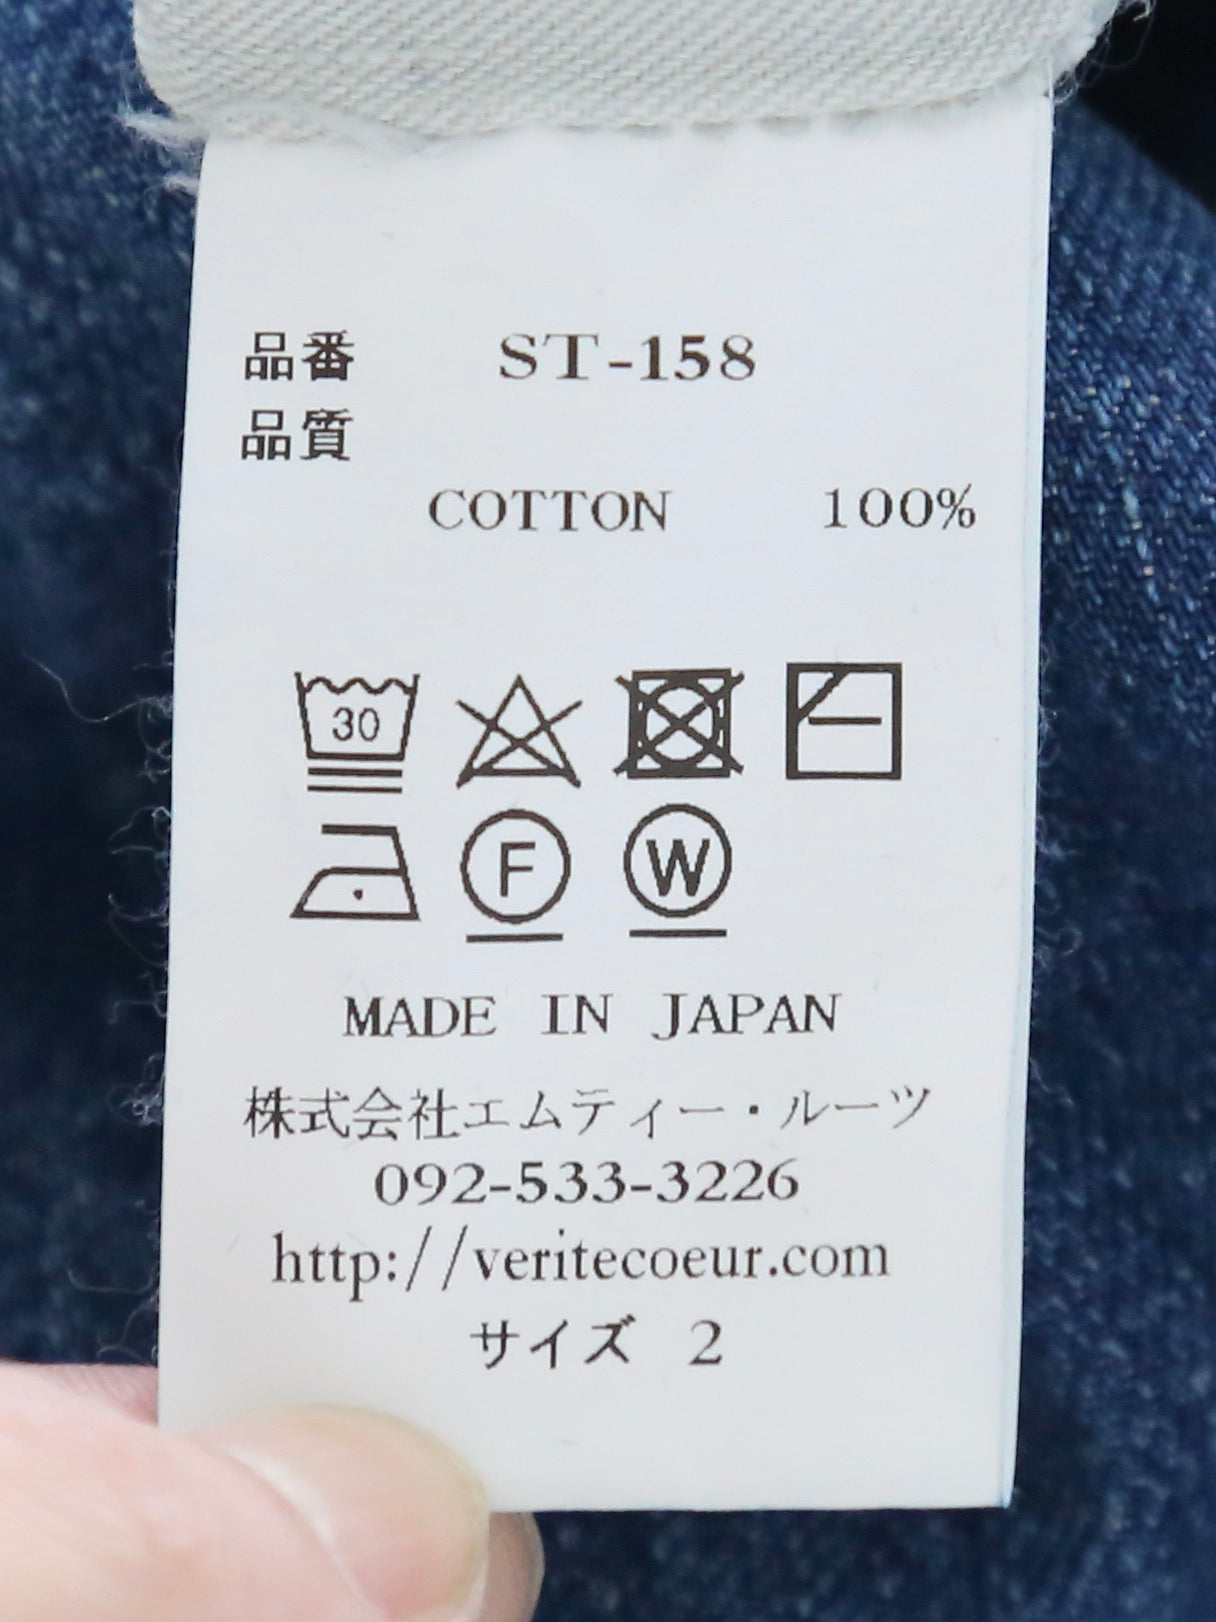 品番 ST-158
品質
COTTON 100%
30
F W
MADE IN JAPAN
株式会社エムティー・ルーツ
092-533-3226
http://veritecoeur.com
サイズ 2